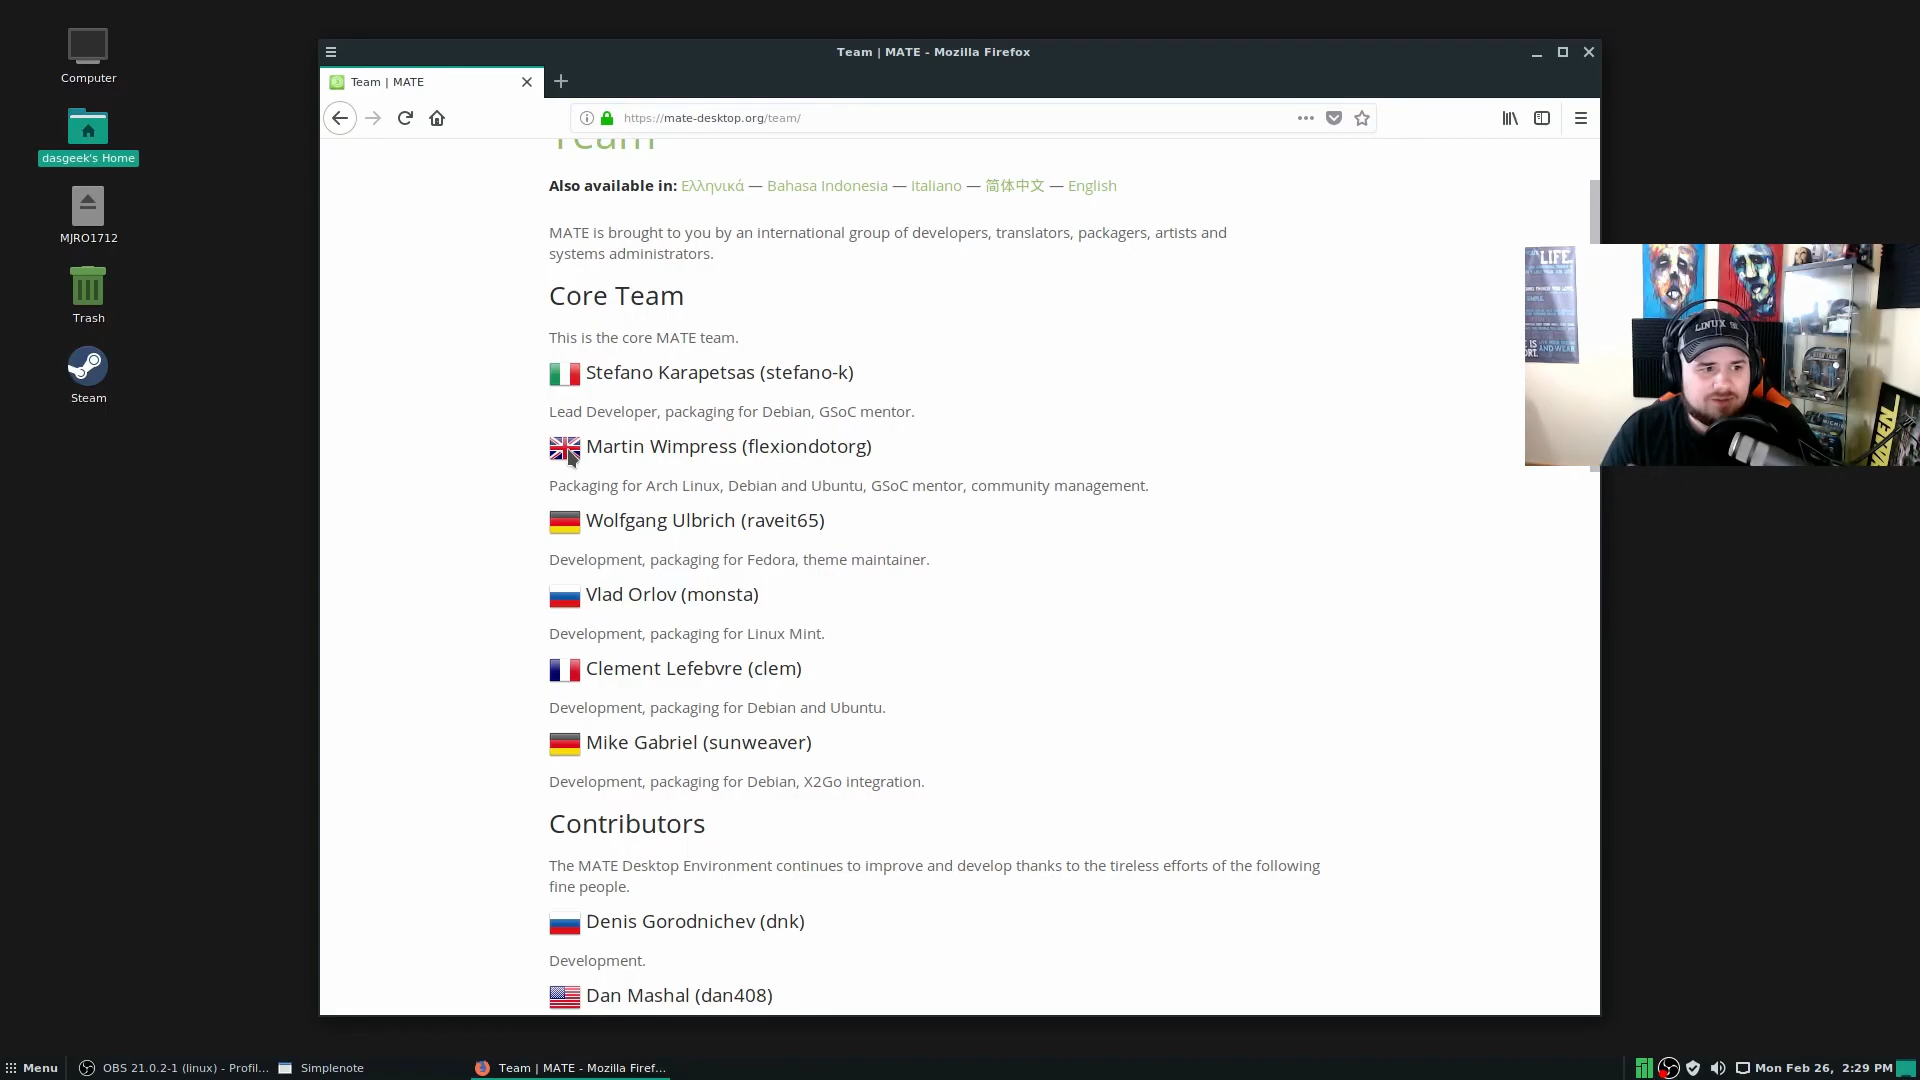 Computer
dasgeek's Home
MJRO1712
Trash
Steam
Team | MATE - Mozilla Firefox
Team | MATE
https://mate-desktop.org/team/
Team
Also available in: Ελληνικά — Bahasa Indonesia — Italiano — 简体中文 — English
MATE is brought to you by an international group of developers, translators, packagers, artists and
systems administrators.
Core Team
This is the core MATE team.
Stefano Karapetsas (stefano-k)
Lead Developer, packaging for Debian, GSoC mentor.
Martin Wimpress (flexiondotorg)
Packaging for Arch Linux, Debian and Ubuntu, GSoC mentor, community management.
Wolfgang Ulbrich (raveit65)
Development, packaging for Fedora, theme maintainer.
Vlad Orlov (monsta)
Development, packaging for Linux Mint.
Clement Lefebvre (clem)
Development, packaging for Debian and Ubuntu.
Mike Gabriel (sunweaver)
Development, packaging for Debian, X2Go integration.
Contributors
The MATE Desktop Environment continues to improve and develop thanks to the tireless efforts of the following
fine people.
Denis Gorodnichev (dnk)
Development.
Dan Mashal (dan408)
LIFE
SIMPLE.
AND WEAR
LINUX
Menu
OBS 21.0.2-1 (linux) - Profil...
Simplenote
Team | MATE - Mozilla Firef...
Mon Feb 26, 2:29 PM